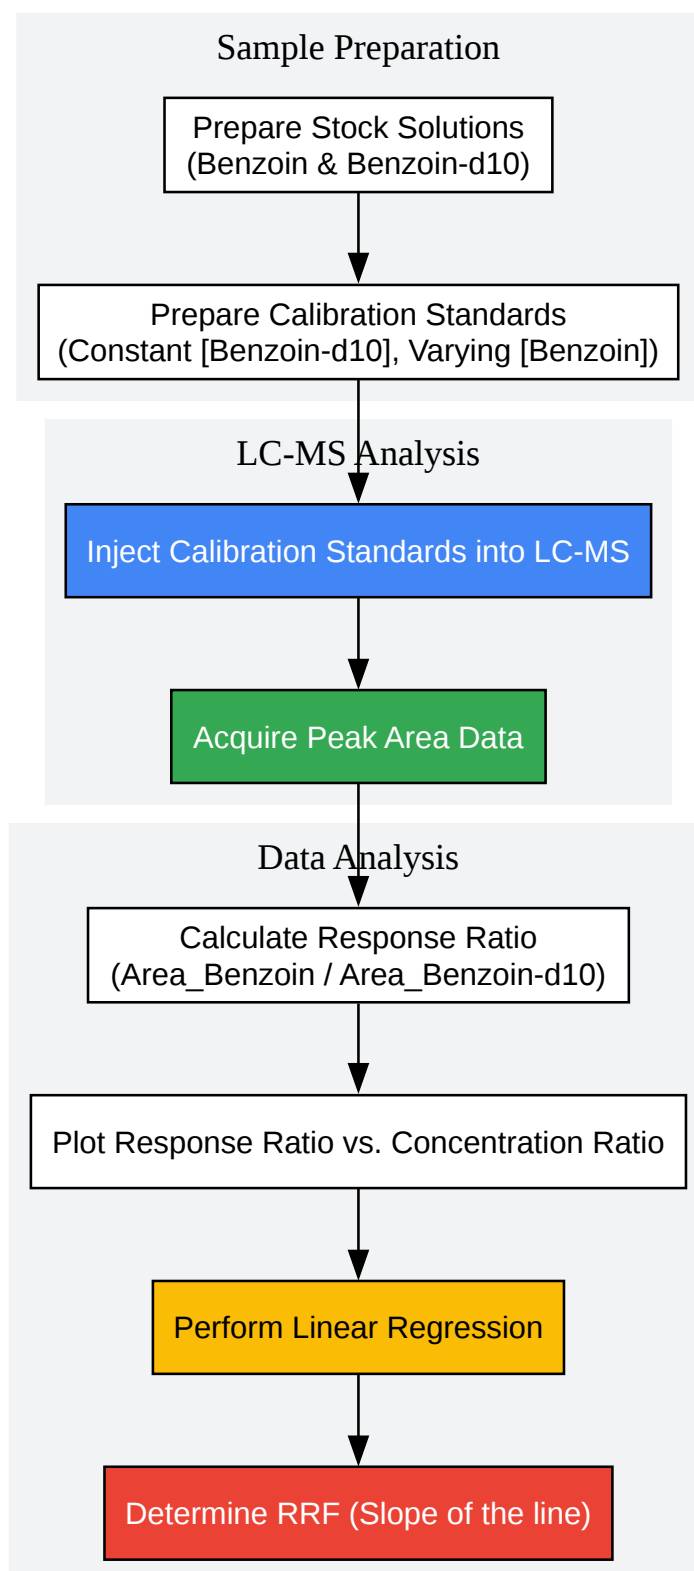 Sample Preparation
Prepare Stock Solutions
(Benzoin & Benzoin-d10)
Prepare Calibration Standards
(Constant [Benzoin-d10], Varying [Benzoin])
LC-MS Analysis
Inject Calibration Standards into LC-MS
Acquire Peak Area Data
Data Analysis
Calculate Response Ratio
(Area_Benzoin / Area_Benzoin-d10)
Plot Response Ratio vs. Concentration Ratio
Perform Linear Regression
Determine RRF (Slope of the line)